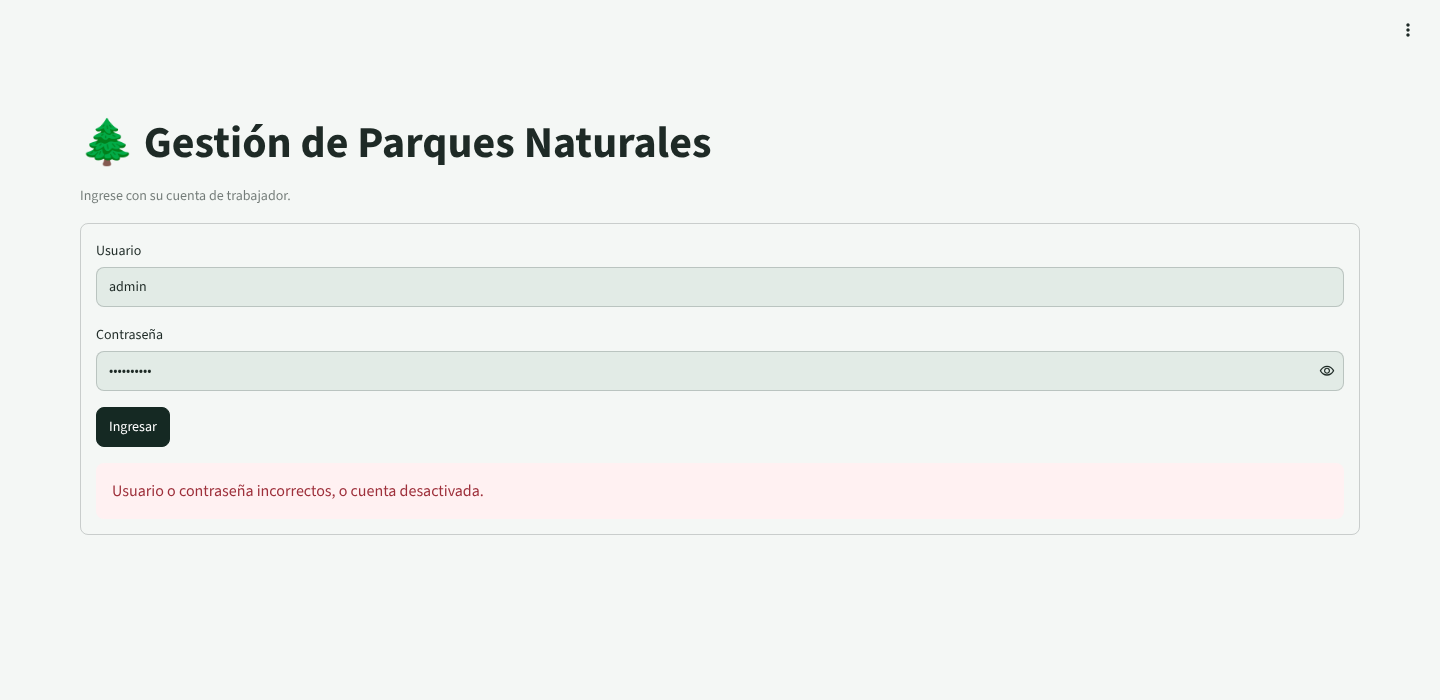 Gestión de Parques Naturales
Ingrese con su cuenta de trabajador.
Usuario
admin
Contraseña
••••••••••
Ingresar
Usuario o contraseña incorrectos, o cuenta desactivada.